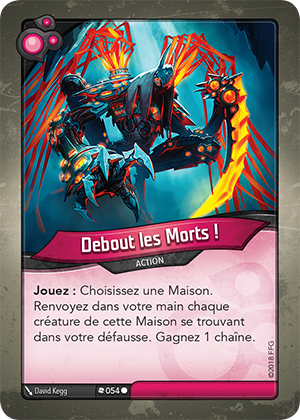 Debout les Morts !
ACTION
Jouez : Choisissez une Maison.
Renvoyez dans votre main chaque
créature de cette Maison se trouvant
dans votre défausse. Gagnez 1 chaîne.
©2018 FFG
David Kegg
054